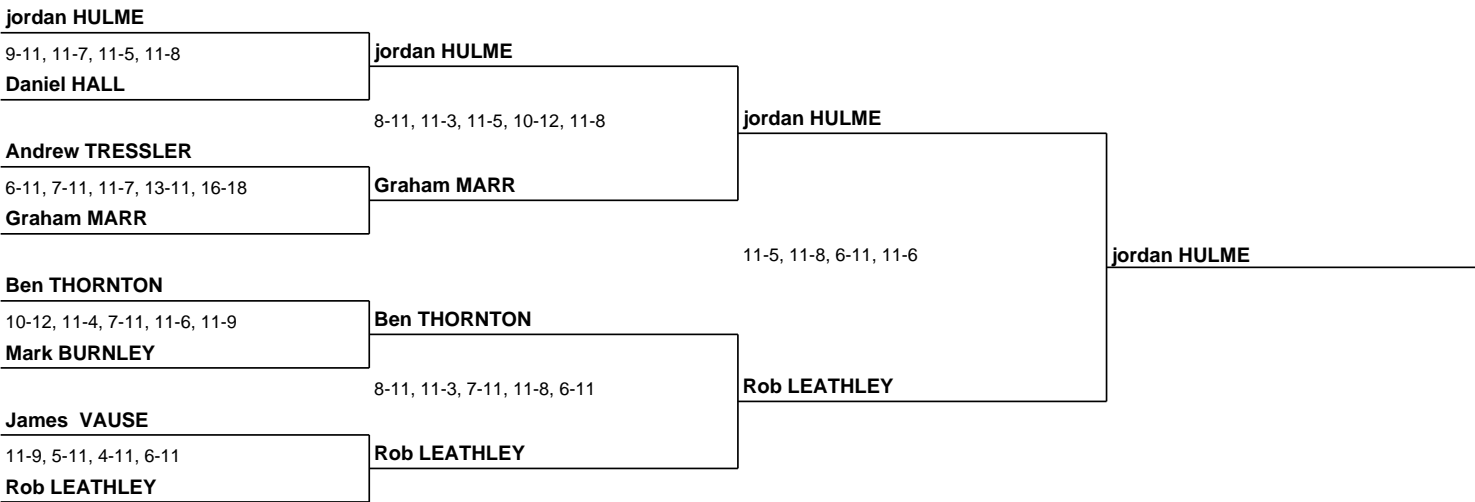 jordan HULME
9-11, 11-7, 11-5, 11-8
Daniel HALL
Andrew TRESSLER
6-11, 7-11, 11-7, 13-11, 16-18
Graham MARR
Ben THORNTON
10-12, 11-4, 7-11, 11-6, 11-9
Mark BURNLEY
James  VAUSE
11-9, 5-11, 4-11, 6-11
Rob LEATHLEY
jordan HULME
8-11, 11-3, 11-5, 10-12, 11-8
Graham MARR
Ben THORNTON
8-11, 11-3, 7-11, 11-8, 6-11
Rob LEATHLEY
jordan HULME
11-5, 11-8, 6-11, 11-6
Rob LEATHLEY
jordan HULME